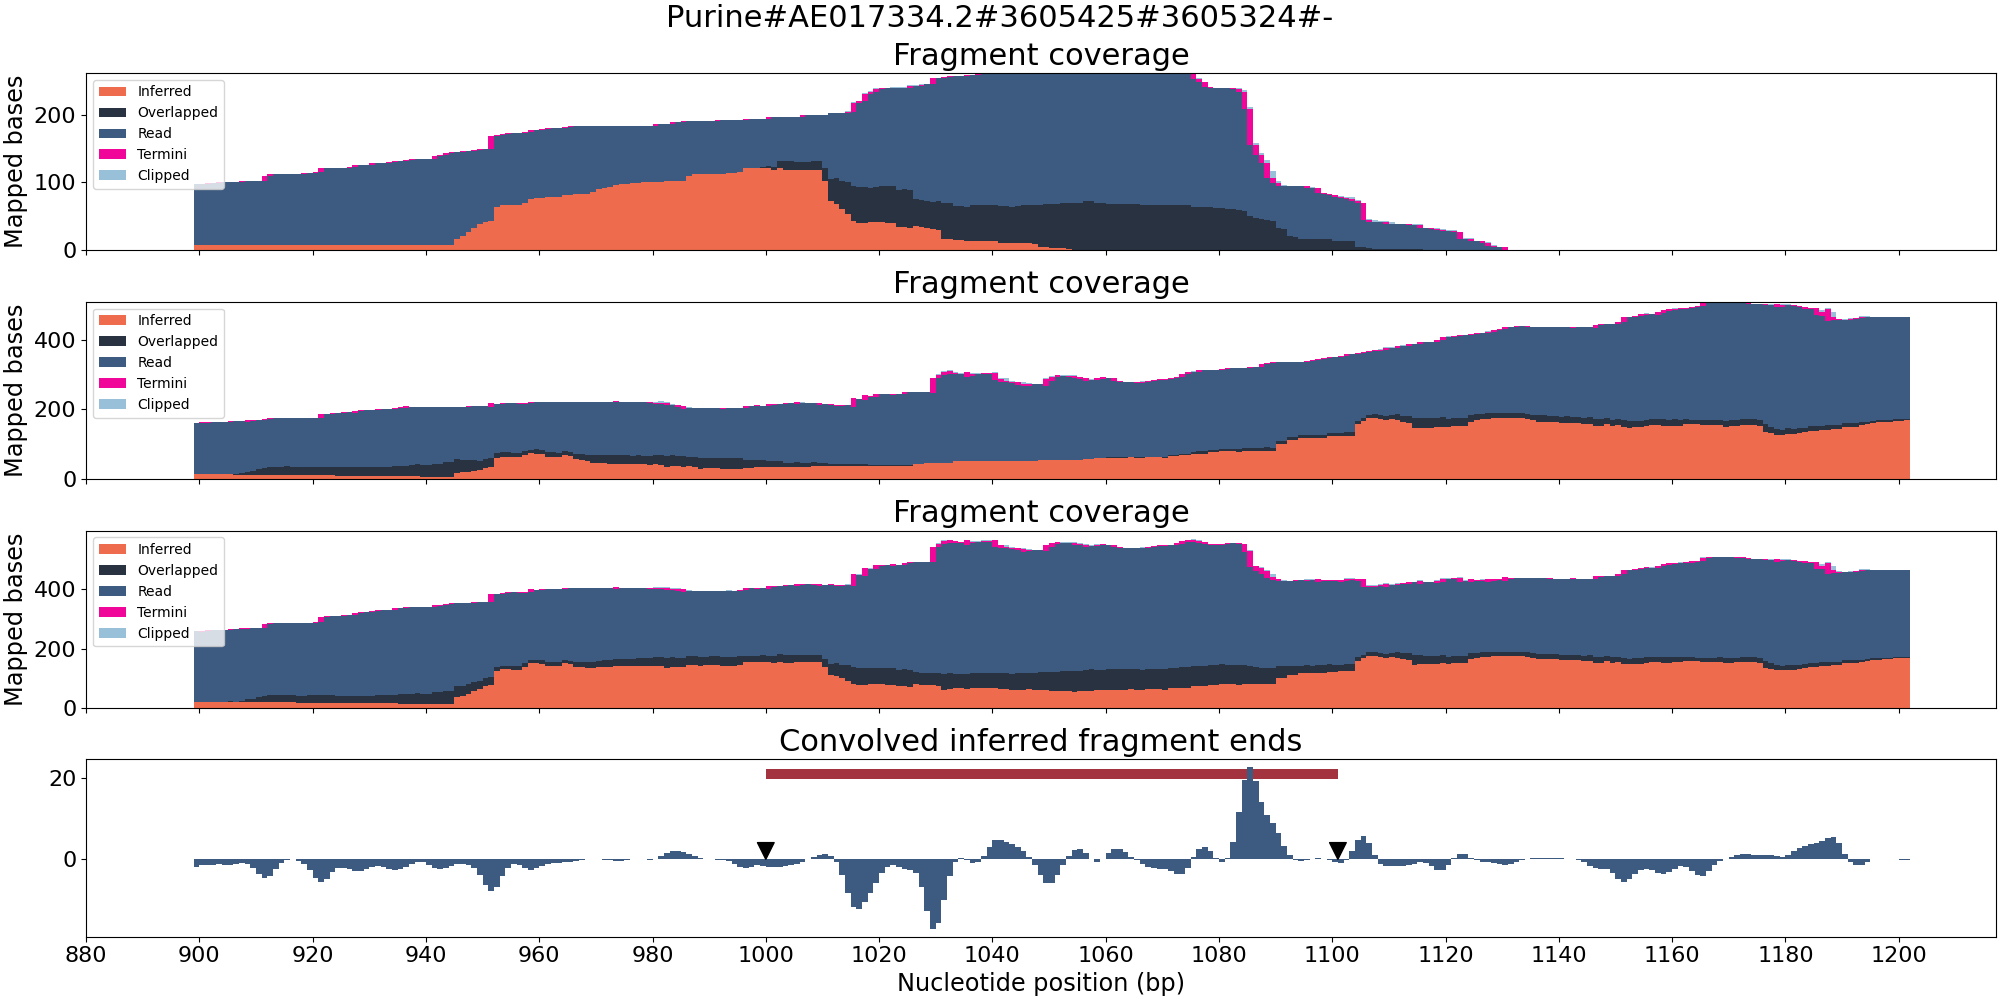 Purine#AE017334.2#3605425#3605324#-
Fragment coverage
Mapped bases
200
100
0
Inferred
Overlapped
Read
Termini
Clipped
Fragment coverage
Mapped bases
400
200
0
Inferred
Overlapped
Read
Termini
Clipped
Fragment coverage
Mapped bases
400
200
0
Inferred
Overlapped
Read
Termini
Clipped
Convolved inferred fragment ends
20
0
880 900 920 940 960 980 1000 1020 1040 1060 1080 1100 1120 1140 1160 1180 1200
Nucleotide position (bp)